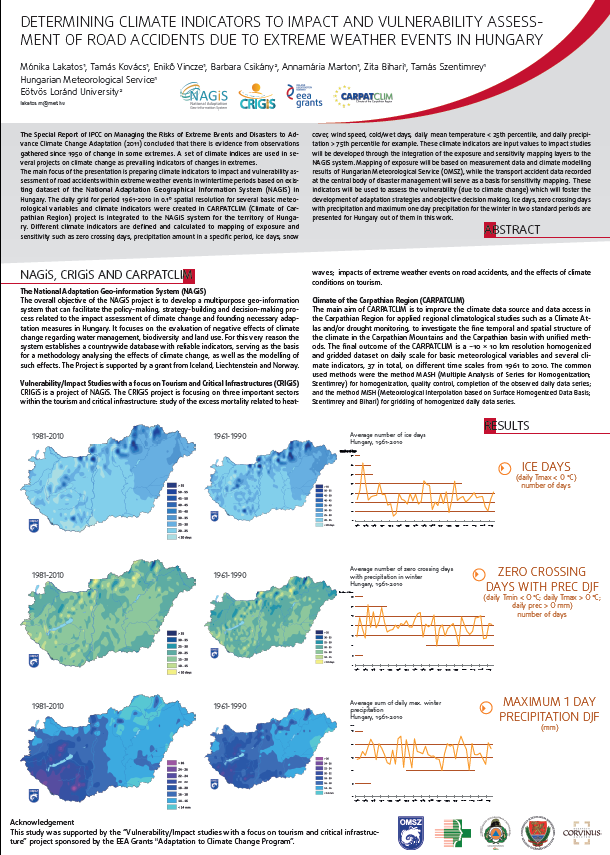 DETERMINING CLIMATE INDICATORS TO IMPACT AND VULNERABILITY ASSESS-
MENT OF ROAD ACCIDENTS DUE TO EXTREME WEATHER EVENTS IN HUNGARY
Mónika Lakatos¹, Tamás Kovács², Enikő Vincze¹, Barbara Csikány², Annamária Marton¹, Zita Bihari¹, Tamás Szentimrey¹
Hungarian Meteorological Service¹
Eötvös Loránd University²
lakatos.m@met.hu
NAGiS
CRIGiS
eea
grants
CARPATCLIM
The Special Report of IPCC on Managing the Risks of Extreme Events and Disasters to Ad-
vance Climate Change Adaptation (2011) concluded that there is evidence from observations
gathered since 1950 of change in some extremes. A set of climate indices are used in se-
veral projects on climate change as prevailing indicators of changes in extremes.
The main focus of the presentation is preparing climate indicators to impact and vulnerability as-
sessment of road accidents within extreme weather events in wintertime periods based on exis-
ting dataset of the National Adaptation Geographical Information System (NAGiS) in
Hungary. The daily grid for period 1961-2010 in 0.1° spatial resolution for several basic meteo-
rological variables and climate indicators were created in CARPATCLIM (Climate of Car-
pathian Region) project is integrated to the NAGiS system for the territory of Hunga-
ry. Different climate indicators are defined and calculated to mapping of exposure and
sensitivity such as zero crossing days, precipitation amount in a specific period, ice days, snow
cover, wind speed, cold/wet days, daily mean temperature < 25th percentile, and daily precipi-
tation > 75th percentile for example. These climate indicators are input values to impact studies
will be developed through the integration of the exposure and sensitivity mapping layers to the
NAGiS system. Mapping of exposure will be based on measurement data and climate modelling
results of Hungarian Meteorological Service (OMSZ), while the transport accident data recorded
at the central body of disaster management will serve as a basis for sensitivity mapping. These
indicators will be used to assess the vulnerability (due to climate change) which will foster the
development of adaptation strategies and objective decision making. Ice days, zero crossing days
with precipitation and maximum one day precipitation for the winter in two standard periods are
presented for Hungary out of them in this work.
ABSTRACT
NAGiS, CRIGiS AND CARPATCLIM
The National Adaptation Geo-information System (NAGiS)
The overall objective of the NAGiS project is to develop a multipurpose geo-information
system that can facilitate the policy-making, strategy-building and decision-making pro-
cess related to the impact assessment of climate change and founding necessary adap-
tation measures in Hungary. It focuses on the evaluation of negative effects of climate
change regarding water management, biodiversity and land use. For this very reason the
system establishes a countrywide database with reliable indicators, serving as the basis
for a methodology analysing the effects of climate change, as well as the modelling of
such effects. The Project is supported by a grant from Iceland, Liechtenstein and Norway.
Vulnerability/Impact Studies with a focus on Tourism and Critical Infrastructures (CRIGiS)
CRIGiS is a project of NAGiS. The CRIGiS project is focusing on three important sectors
within the tourism and critical infrastructure: study of the excess mortality related to heat-
waves; impacts of extreme weather events on road accidents, and the effects of climate
conditions on tourism.
Climate of the Carpathian Region (CARPATCLIM)
The main aim of CARPATCLIM is to improve the climate data source and data access in
the Carpathian Region for applied regional climatological studies such as a Climate At-
las and/or drought monitoring, to investigate the fine temporal and spatial structure of
the climate in the Carpathian Mountains and the Carpathian basin with unified meth-
ods. The final outcome of the CARPATCLIM is a ~10 × 10 km resolution homogenized
and gridded dataset on daily scale for basic meteorological variables and several cli-
mate indicators, 37 in total, on different time scales from 1961 to 2010. The common
used methods were the method MASH (Multiple Analysis of Series for Homogenization;
Szentimrey) for homogenization, quality control, completion of the observed daily data series;
and the method MISH (Meteorological Interpolation based on Surface Homogenized Data Basis;
Szentimrey and Bihari) for gridding of homogenized daily data series.
RESULTS
1981-2010
1961-1990
Average number of ice days
Hungary, 1961-2010
ICE DAYS
(daily Tmax < 0 °C)
number of days
1981-2010
1961-1990
Average number of zero crossing days
with precipitation in winter
Hungary, 1961-2010
ZERO CROSSING
DAYS WITH PREC DJF
(daily Tmin < 0 °C; daily Tmax > 0 °C;
daily prec > 0 mm)
number of days
1981-2010
1961-1990
Average sum of daily max. winter
precipitation
Hungary, 1961-2010
MAXIMUM 1 DAY
PRECIPITATION DJF
(mm)
Acknowledgement
This study was supported by the "Vulnerability/Impact studies with a focus on tourism and critical infrastruc-
ture" project sponsored by the EEA Grants "Adaptation to Climate Change Program".
OMSZ
CORVINUS